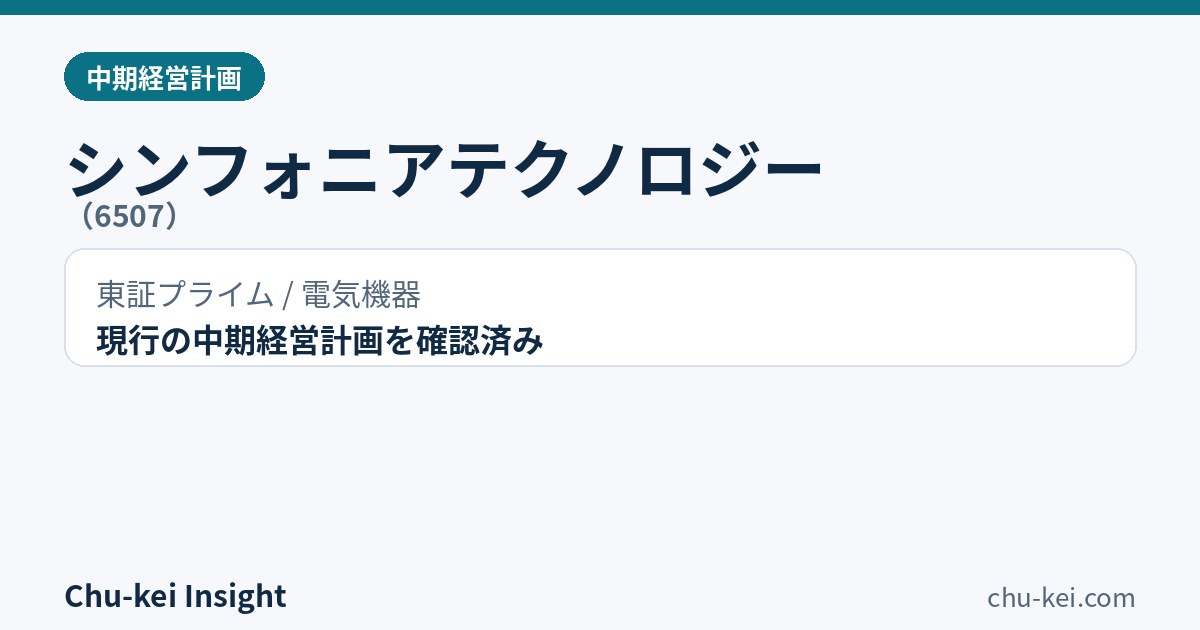 中期経営計画
シンフォニアテクノロジー
（6507）
東証プライム / 電気機器
現行の中期経営計画を確認済み
Chu-kei Insight
chu-kei.com